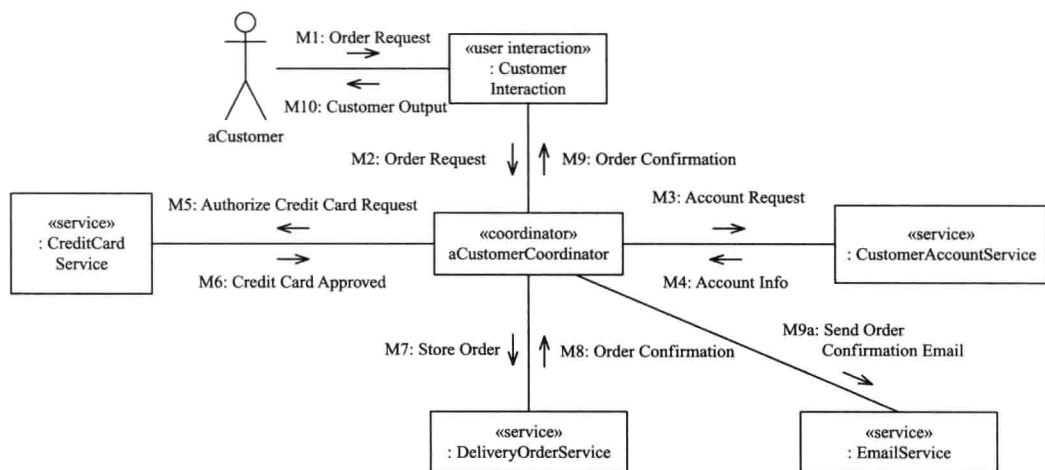 M1: Order Request
«user interaction»
: Customer
Interaction
M10: Customer Output
aCustomer
M2: Order Request
M9: Order Confirmation
M5: Authorize Credit Card Request
M3: Account Request
«service»
: CreditCard
Service
«coordinator»
aCustomerCoordinator
«service»
: CustomerAccountService
M6: Credit Card Approved
M4: Account Info
M7: Store Order
M8: Order Confirmation
M9a: Send Order
Confirmation Email
«service»
: DeliveryOrderService
«service»
: EmailService